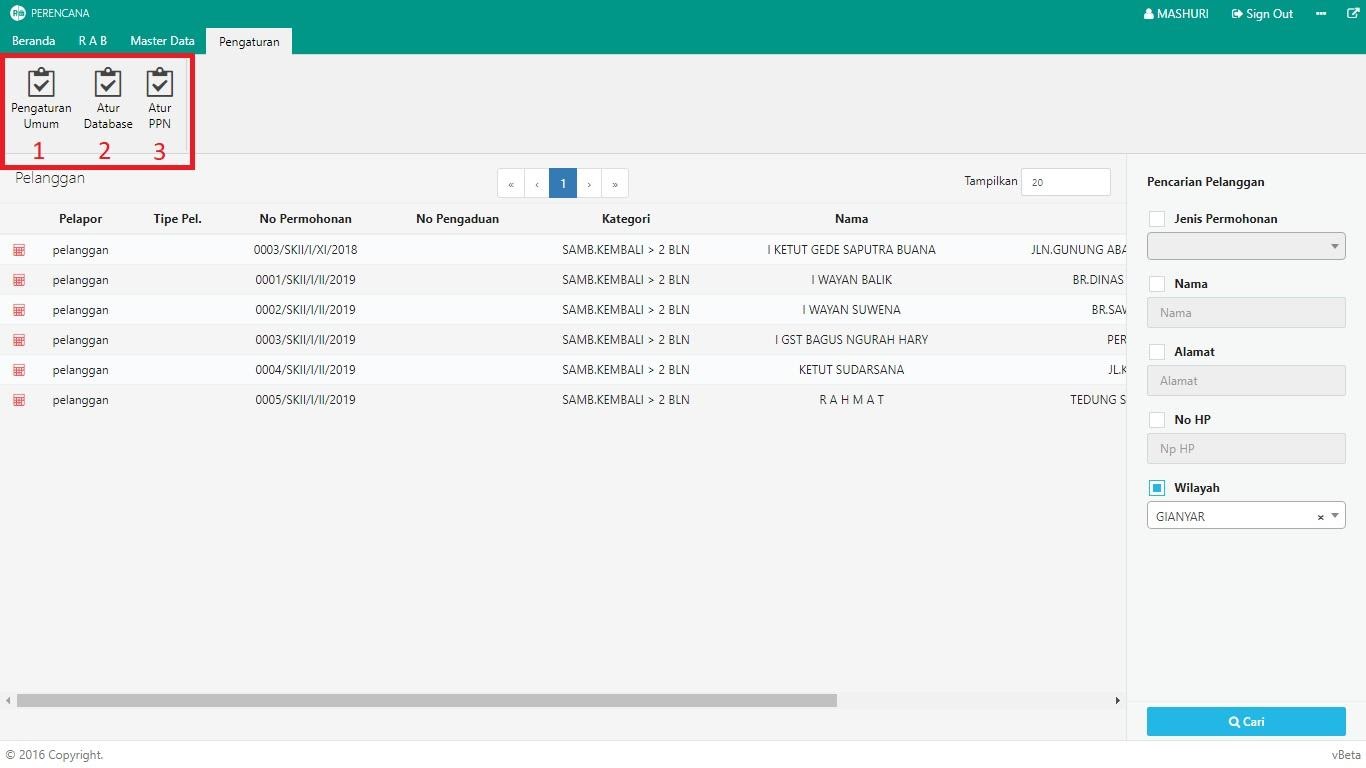 PERENCANA
MASHURI Sign Out
Beranda R A B Master Data Pengaturan
Pengaturan Umum
Atur Database
Atur PPN
1 2 3
Pelanggan
« ‹ 1 › »
Tampilkan 20
Pelapor Tipe Pel. No Permohonan No Pengaduan Kategori Nama
pelanggan 0003/SKII/I/XI/2018 SAMB.KEMBALI > 2 BLN I KETUT GEDE SAPUTRA BUANA JLN.GUNUNG ABA
pelanggan 0001/SKII/I/II/2019 SAMB.KEMBALI > 2 BLN I WAYAN BALIK BR.DINAS
pelanggan 0002/SKII/I/II/2019 SAMB.KEMBALI > 2 BLN I WAYAN SUWENA BR.SAW
pelanggan 0003/SKII/I/II/2019 SAMB.KEMBALI > 2 BLN I GST BAGUS NGURAH HARY PER
pelanggan 0004/SKII/I/II/2019 SAMB.KEMBALI > 2 BLN KETUT SUDARSANA JL.K
pelanggan 0005/SKII/I/II/2019 SAMB.KEMBALI > 2 BLN R A H M A T TEDUNG S
Pencarian Pelanggan
Jenis Permohonan
Nama
Nama
Alamat
Alamat
No HP
Np HP
Wilayah
GIANYAR ×
Cari
© 2016 Copyright. vBeta